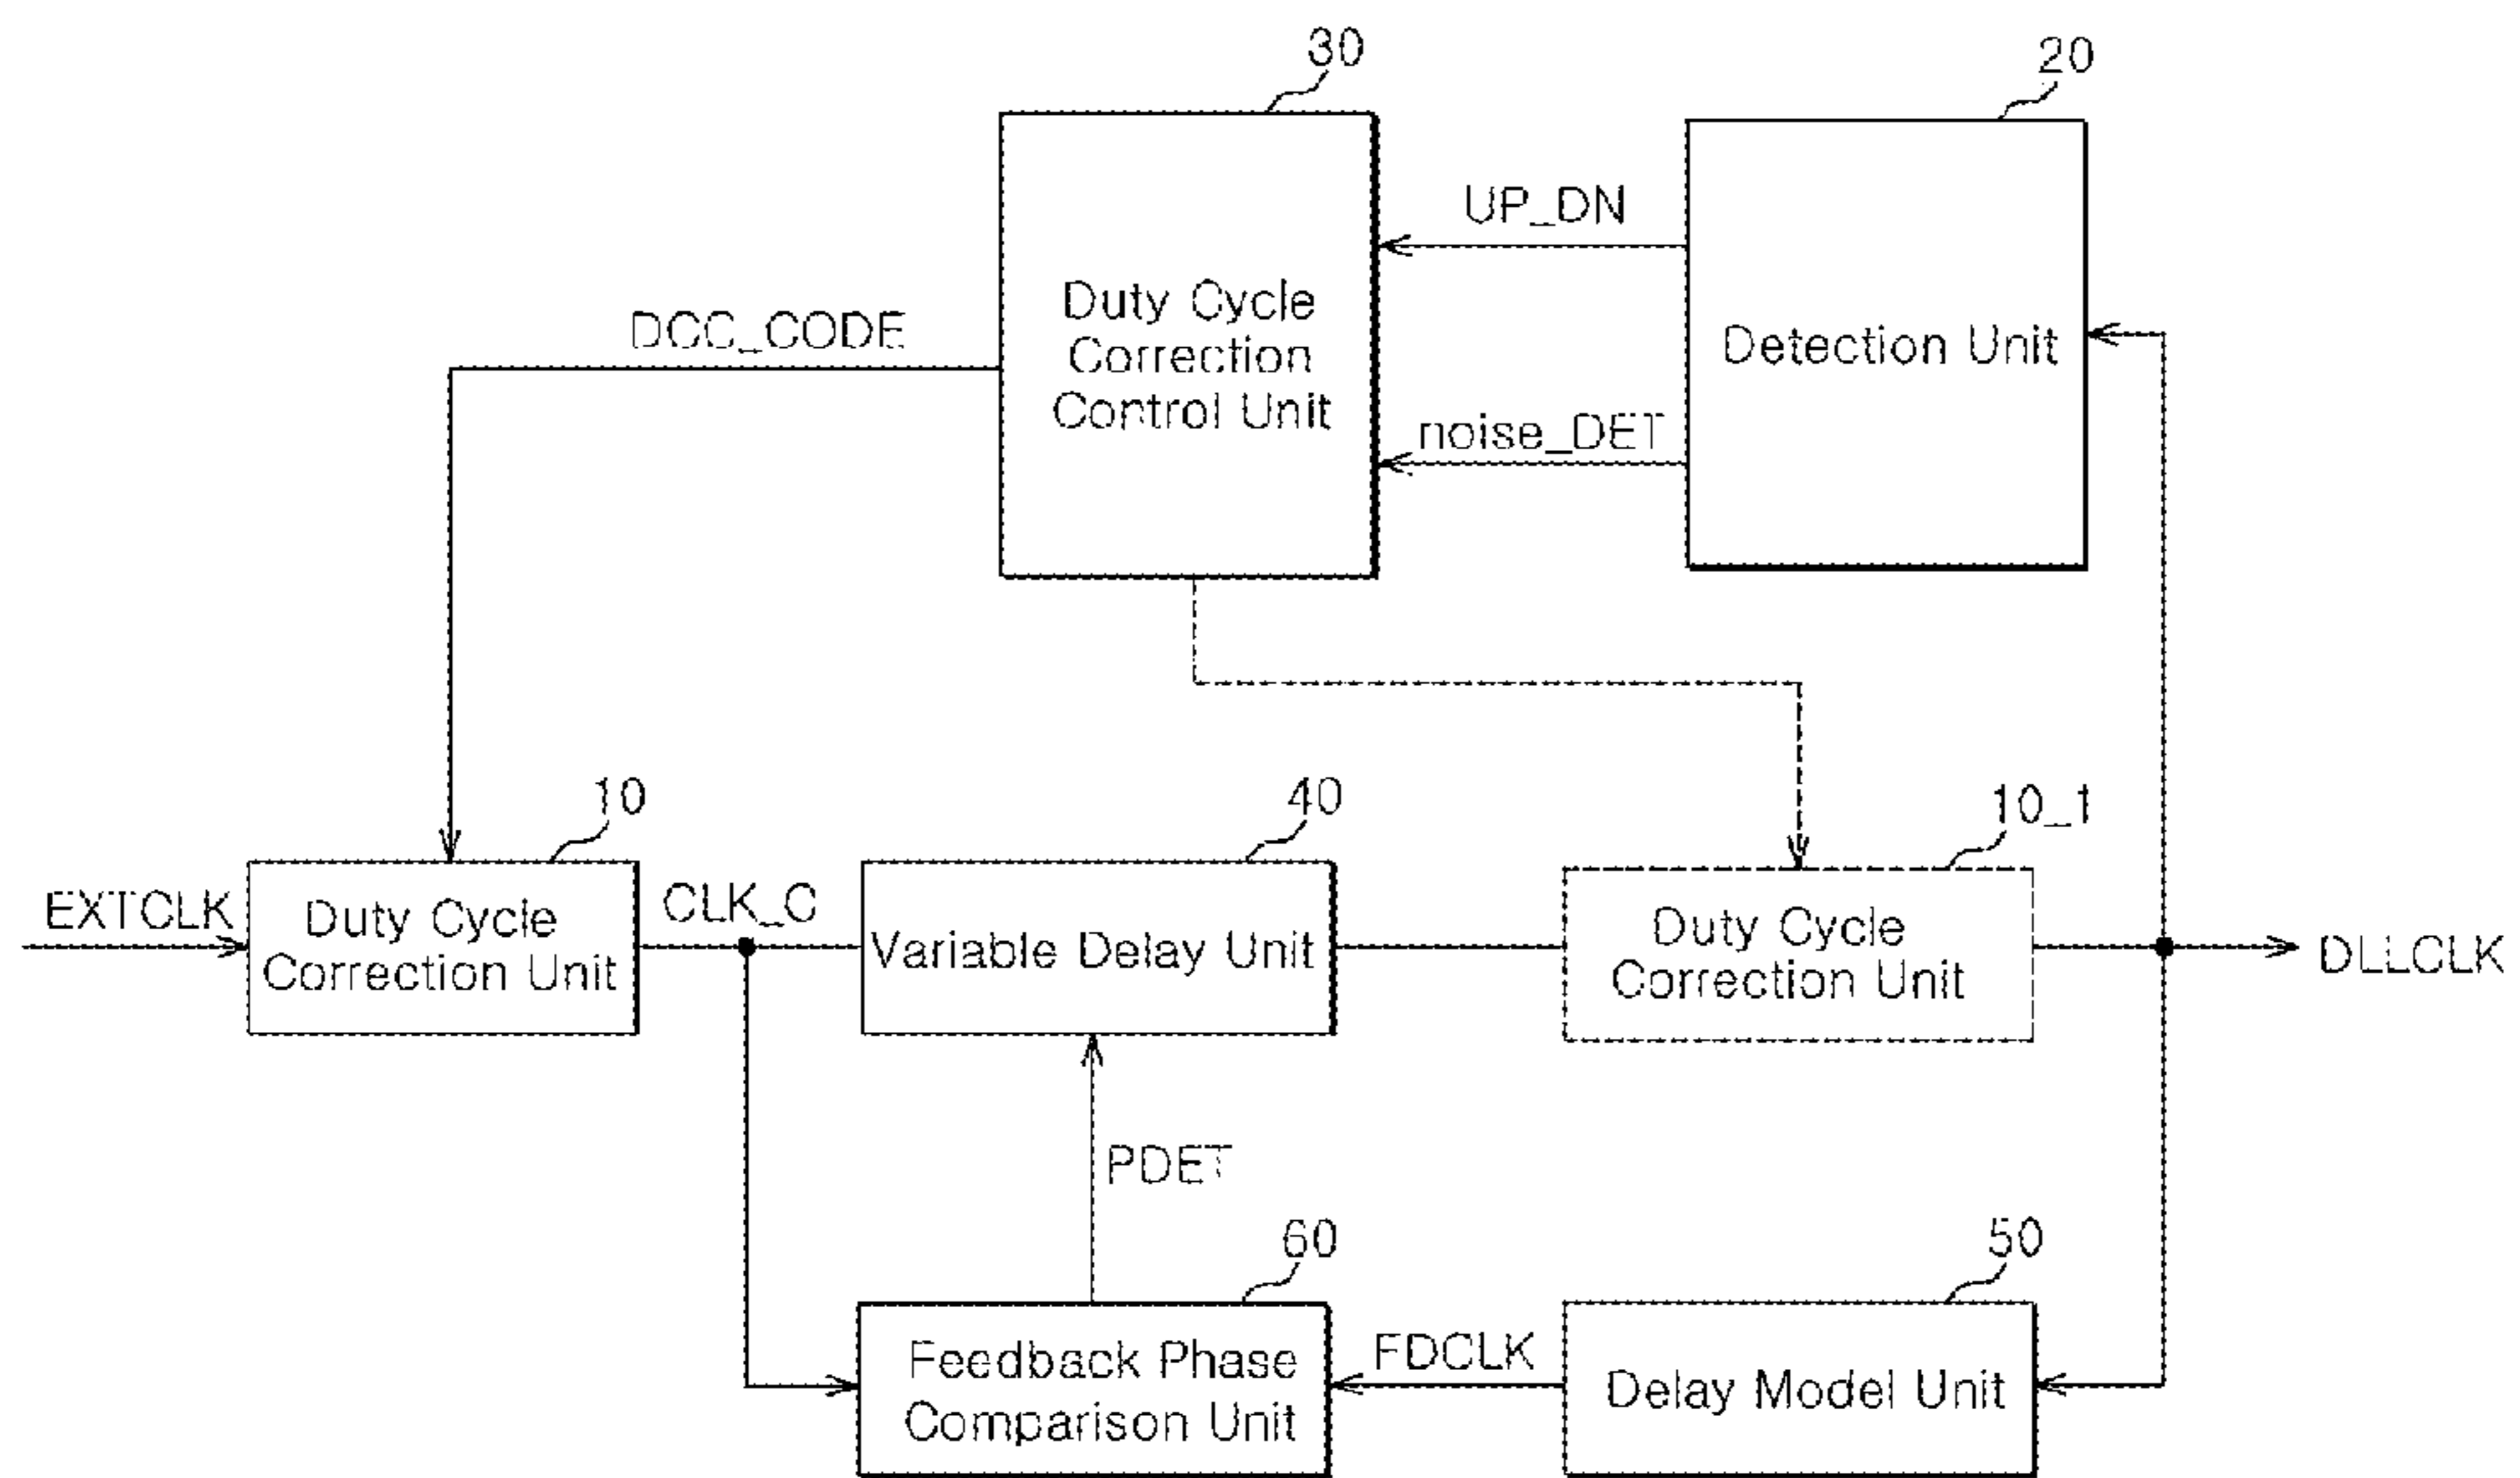 30
20
UP_DN
Duty Cycle
Correction
Control Unit
Detection Unit
DCC_CODE
noise_DET
10
40
10_1
EXTCLK
Duty Cycle
Correction Unit
CLK_C
Variable Delay Unit
Duty Cycle
Correction Unit
DLLCLK
PDET
60
50
Feedback Phase
Comparison Unit
FDCLK
Delay Model Unit